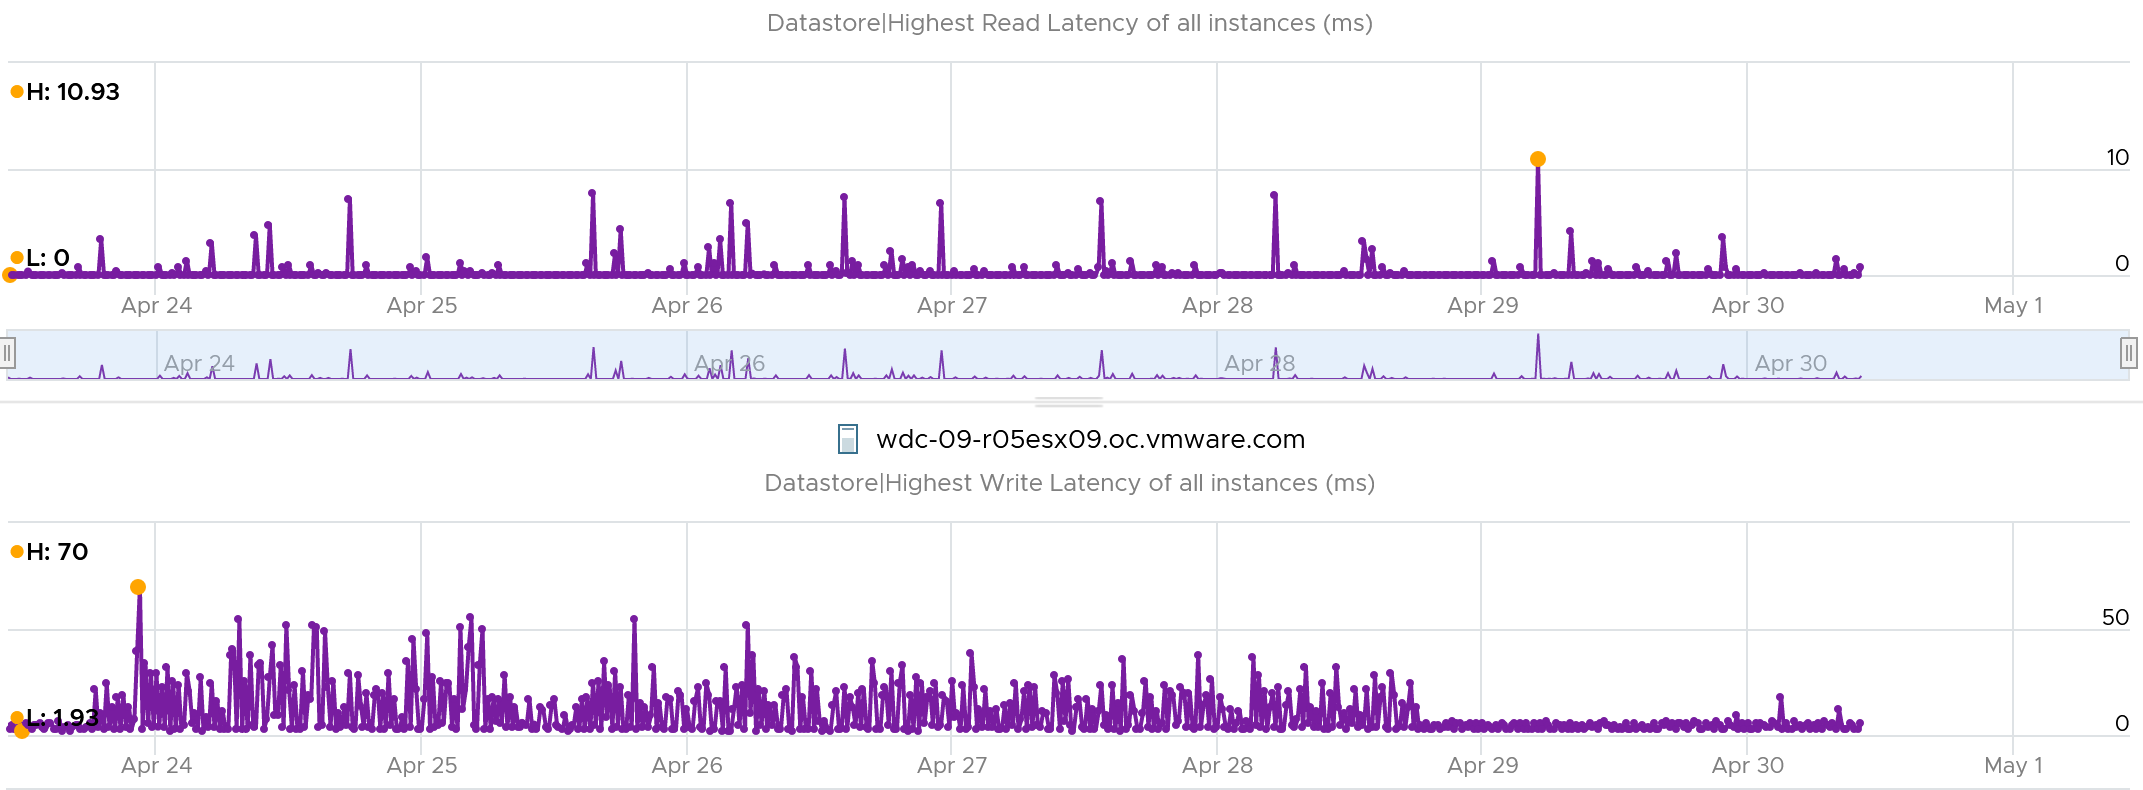 Datastore|Highest Read Latency of all instances (ms)
H: 10.93
10
L: 0
0
Apr 24 Apr 25 Apr 26 Apr 27 Apr 28 Apr 29 Apr 30 May 1
Apr 24 Apr 26 Apr 28 Apr 30
wdc-09-r05esx09.oc.vmware.com
Datastore|Highest Write Latency of all instances (ms)
H: 70
50
L: 1.93
0
Apr 24 Apr 25 Apr 26 Apr 27 Apr 28 Apr 29 Apr 30 May 1